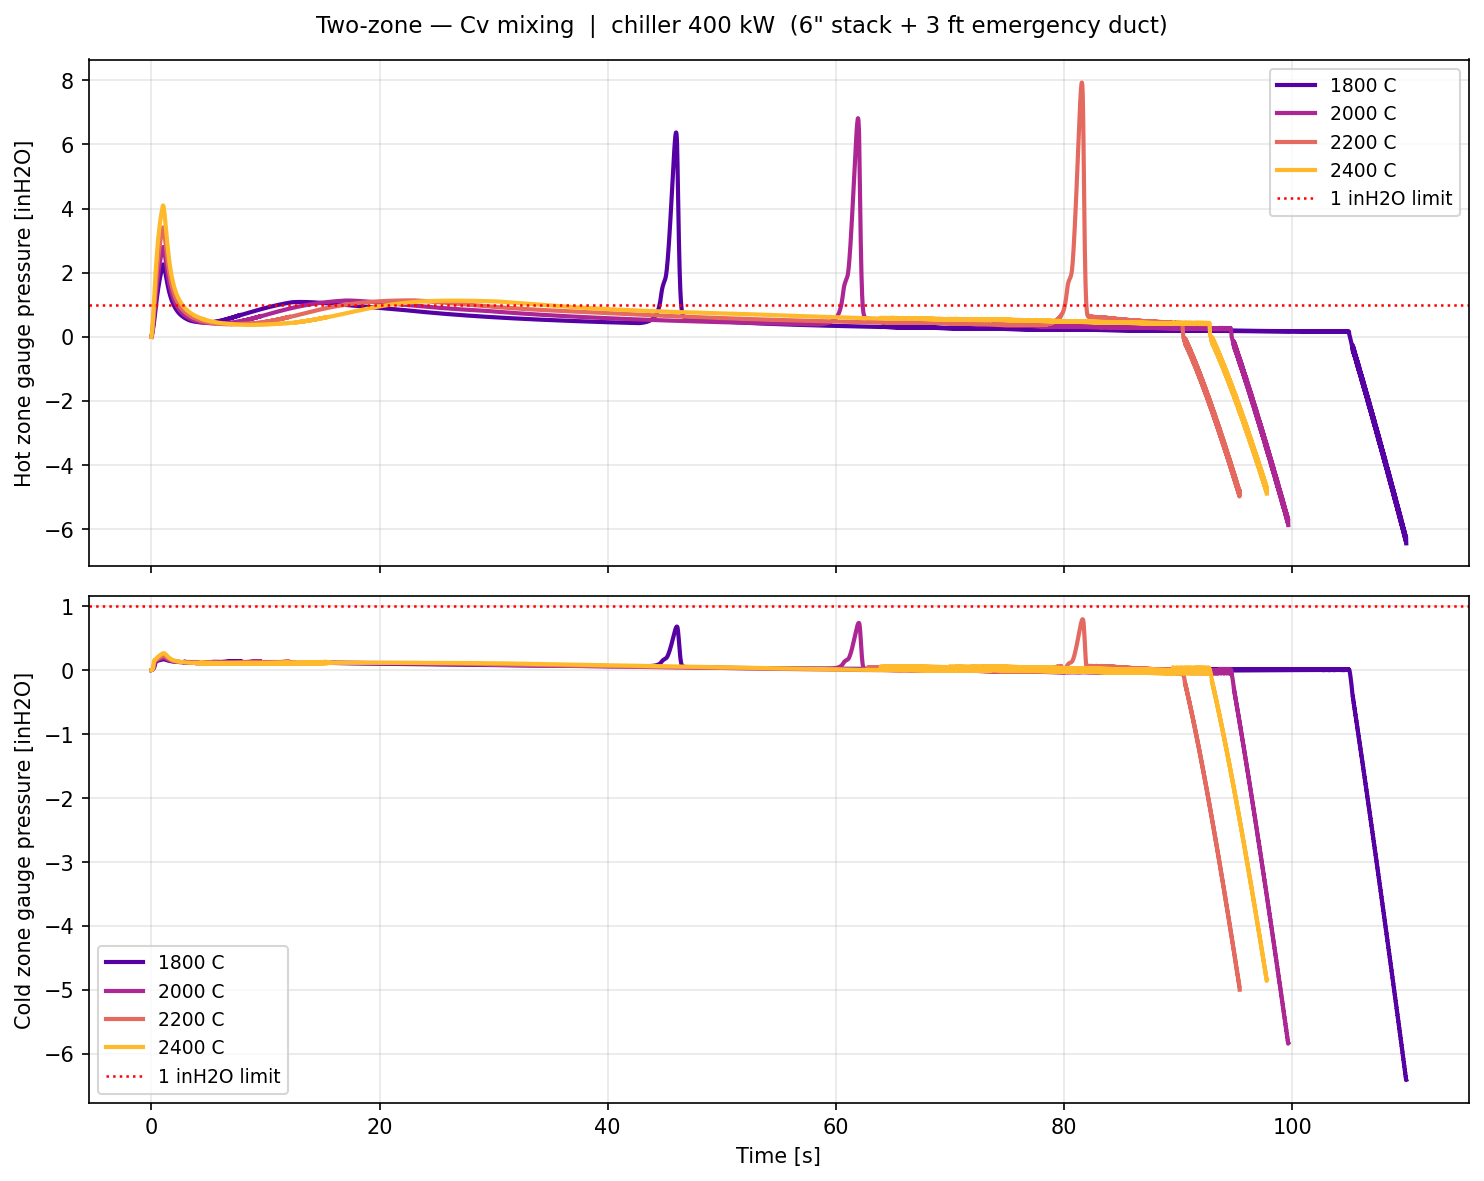 Two-zone — Cv mixing | chiller 400 kW (6" stack + 3 ft emergency duct)
Hot zone gauge pressure [inH2O]
8
6
4
2
0
−2
−4
−6
1800 C
2000 C
2200 C
2400 C
1 inH2O limit
Cold zone gauge pressure [inH2O]
1
0
−1
−2
−3
−4
−5
−6
1800 C
2000 C
2200 C
2400 C
1 inH2O limit
0 20 40 60 80 100
Time [s]